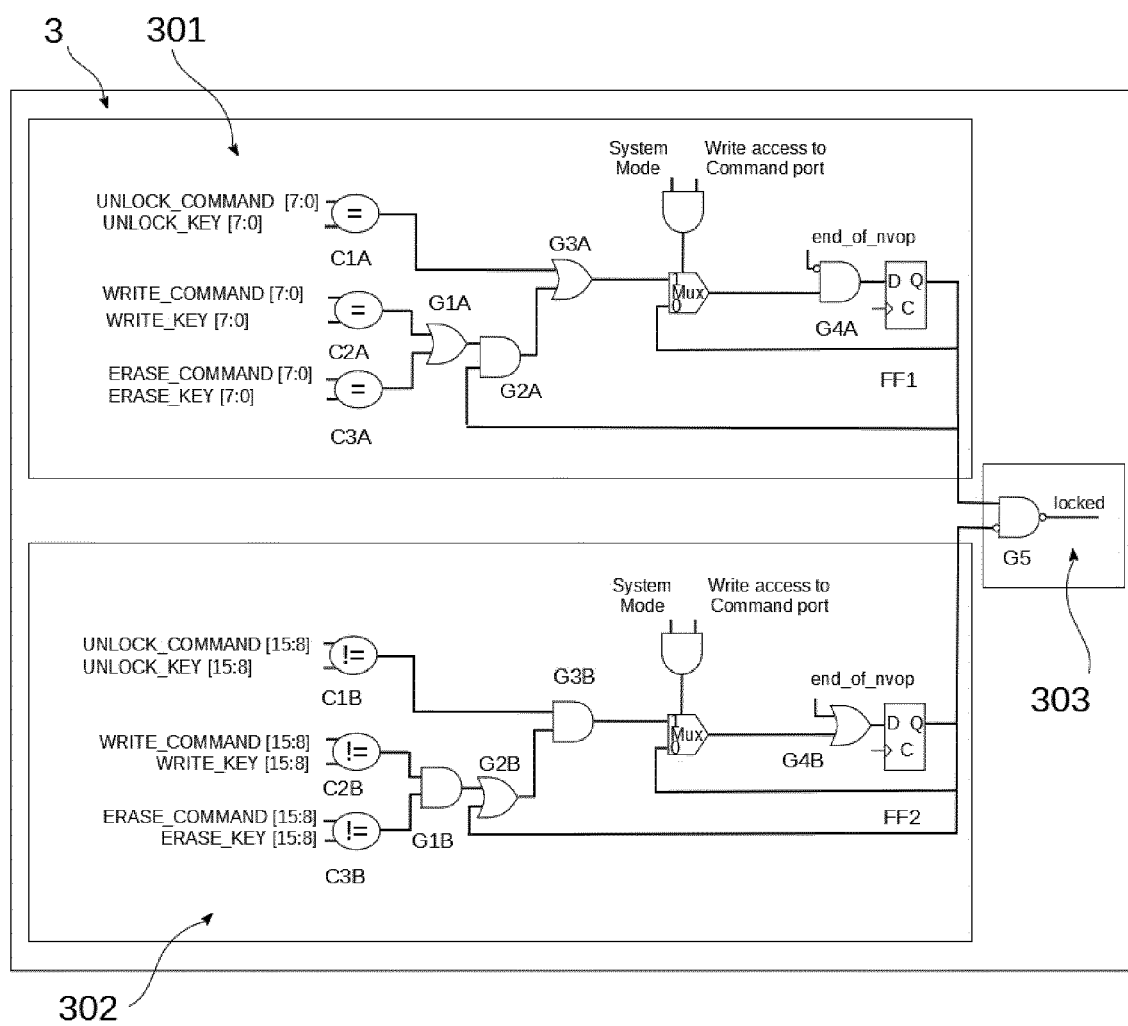 3
301
System
Mode
Write access to
Command port
UNLOCK_COMMAND [7:0]
UNLOCK_KEY [7:0]
=
C1A
G3A
end_of_nvop
WRITE_COMMAND [7:0]
WRITE_KEY [7:0]
=
C2A
G1A
1
Mux
0
D Q
C
G4A
ERASE_COMMAND [7:0]
ERASE_KEY [7:0]
=
C3A
G2A
FF1
locked
G5
303
System
Mode
Write access to
Command port
UNLOCK_COMMAND [15:8]
UNLOCK_KEY [15:8]
!=
C1B
G3B
end_of_nvop
WRITE_COMMAND [15:8]
WRITE_KEY [15:8]
!=
C2B
G2B
1
Mux
0
D Q
C
G4B
ERASE_COMMAND [15:8]
ERASE_KEY [15:8]
!=
C3B
G1B
FF2
302